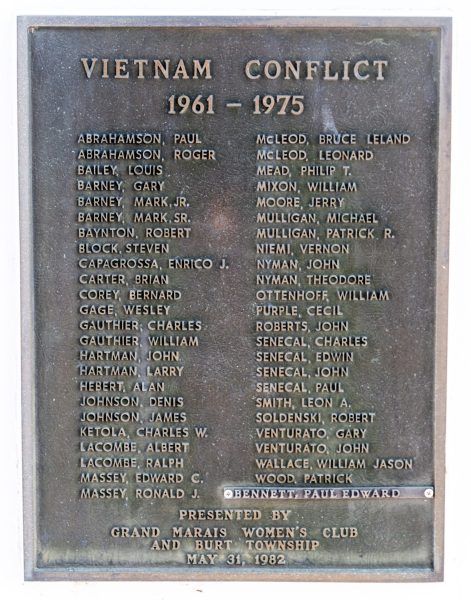 VIETNAM CONFLICT
1961 – 1975
ABRAHAMSON, PAUL
ABRAHAMSON, ROGER
BAILEY, LOUIS
BARNEY, GARY
BARNEY, MARK, JR.
BARNEY, MARK, SR.
BAYNTON, ROBERT
BLOCK, STEVEN
CAPAGROSSA, ENRICO J.
CARTER, BRIAN
COREY, BERNARD
GAGE, WESLEY
GAUTHIER, CHARLES
GAUTHIER, WILLIAM
HARTMAN, JOHN
HARTMAN, LARRY
HEBERT, ALAN
JOHNSON, DENIS
JOHNSON, JAMES
KETOLA, CHARLES W.
LACOMBE, ALBERT
LACOMBE, RALPH
MASSEY, EDWARD C.
MASSEY, RONALD J.
McLEOD, BRUCE LELAND
McLEOD, LEONARD
MEAD, PHILIP T.
MIXON, WILLIAM
MOORE, JERRY
MULLIGAN, MICHAEL
MULLIGAN, PATRICK R.
NIEMI, VERNON
NYMAN, JOHN
NYMAN, THEODORE
OTTENHOFF, WILLIAM
PURPLE, CECIL
ROBERTS, JOHN
SENECAL, CHARLES
SENECAL, EDWIN
SENECAL, JOHN
SENECAL, PAUL
SMITH, LEON A.
SOLDENSKI, ROBERT
VENTURATO, GARY
VENTURATO, JOHN
WALLACE, WILLIAM JASON
WOOD, PATRICK
BENNETT, PAUL EDWARD
PRESENTED BY
GRAND MARAIS WOMEN'S CLUB
AND BURT TOWNSHIP
MAY 31, 1982